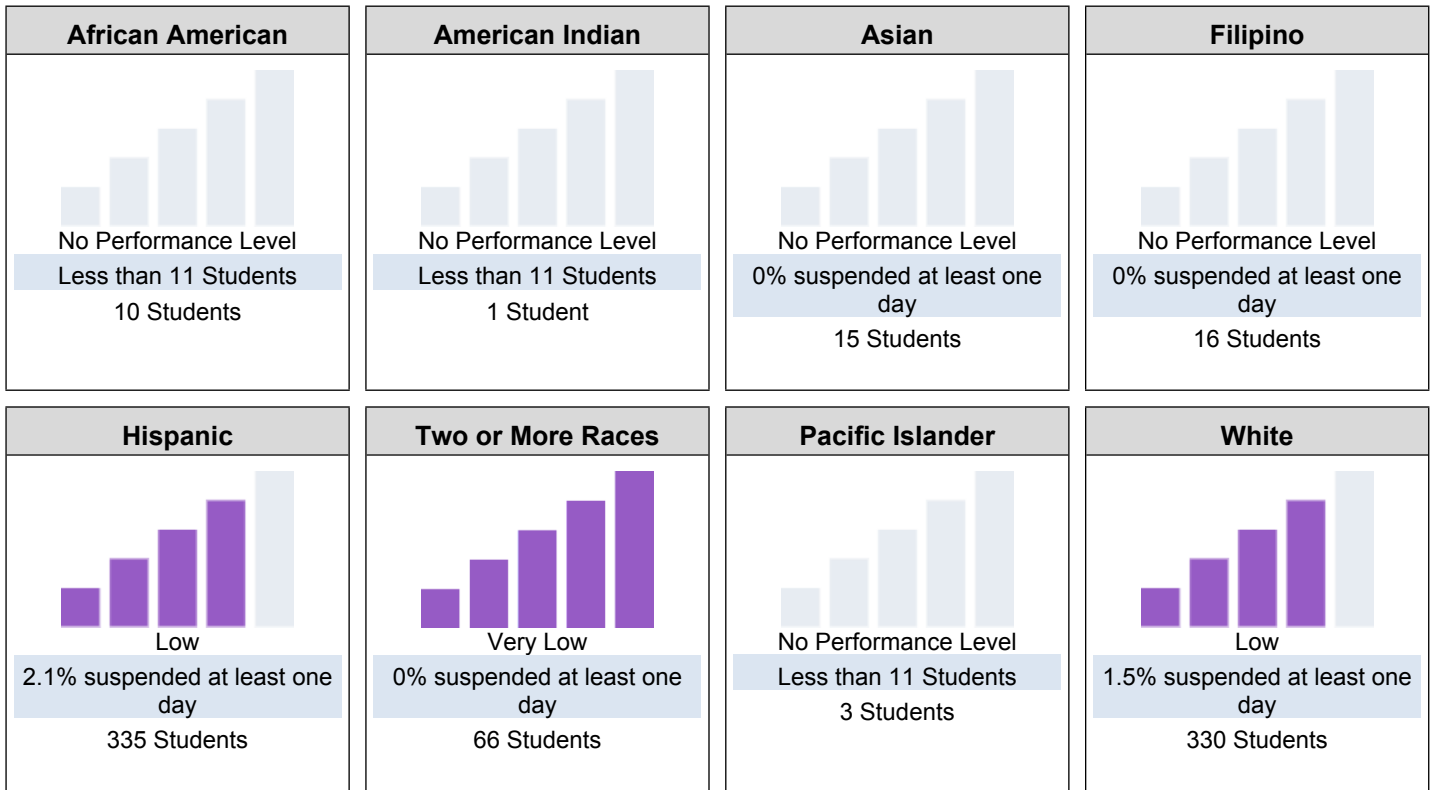 African American
No Performance Level
Less than 11 Students
10 Students
American Indian
No Performance Level
Less than 11 Students
1 Student
Asian
No Performance Level
0% suspended at least one
day
15 Students
Filipino
No Performance Level
0% suspended at least one
day
16 Students
Hispanic
Low
2.1% suspended at least one
day
335 Students
Two or More Races
Very Low
0% suspended at least one
day
66 Students
Pacific Islander
No Performance Level
Less than 11 Students
3 Students
White
Low
1.5% suspended at least one
day
330 Students